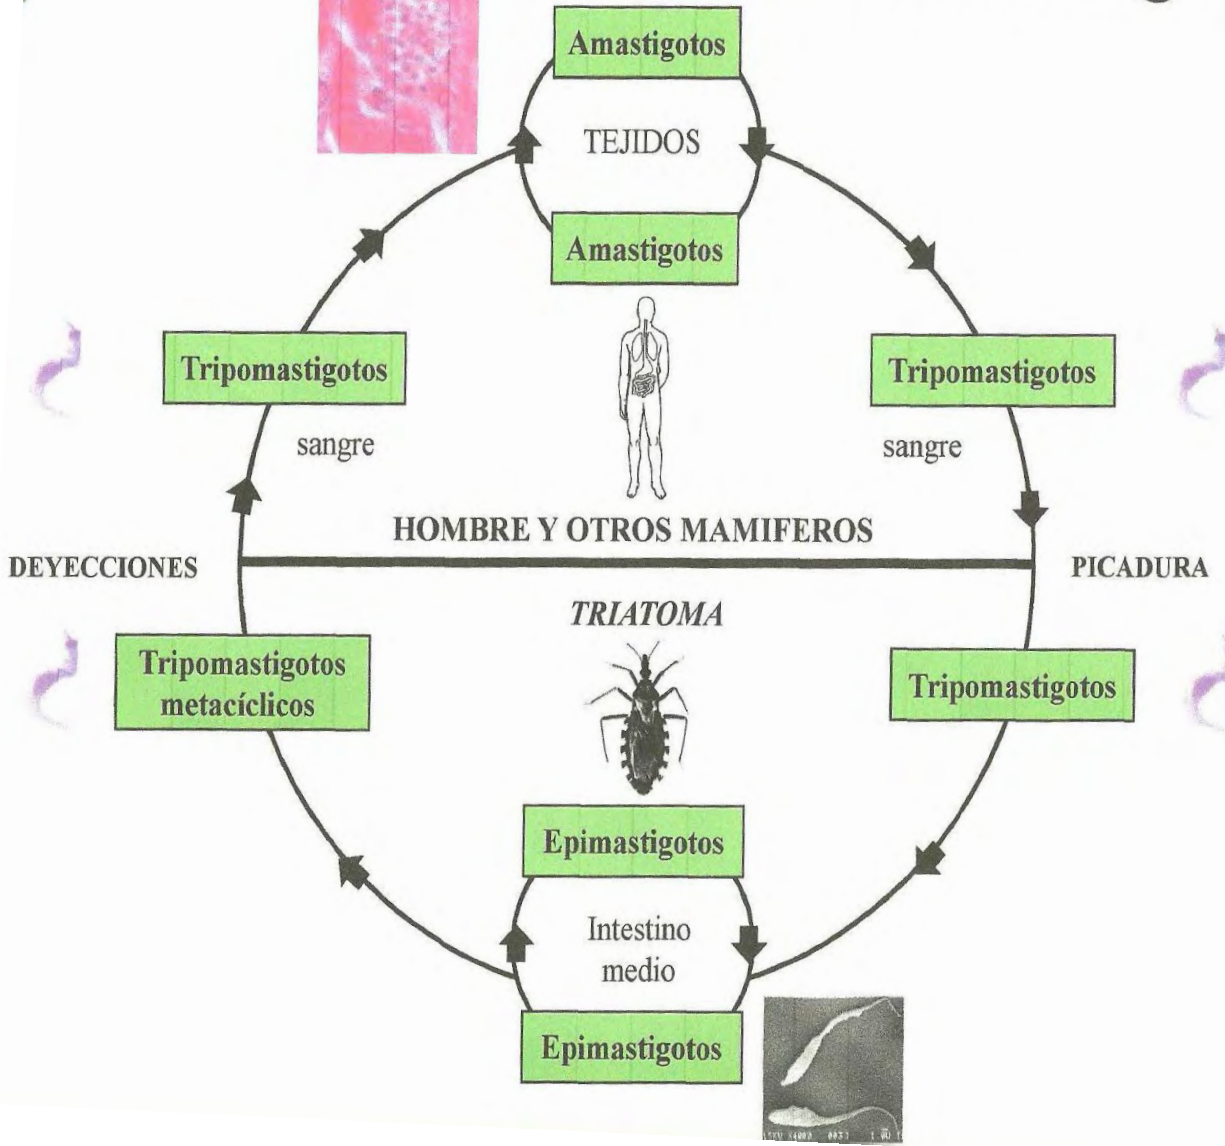 Amastigotos
TEJIDOS
Amastigotos
Tripomastigotos
Tripomastigotos
sangre
sangre
HOMBRE Y OTROS MAMIFEROS
DEYECCIONES
PICADURA
TRIATOMA
Tripomastigotos
metacíclicos
Tripomastigotos
Epimastigotos
Intestino
medio
Epimastigotos